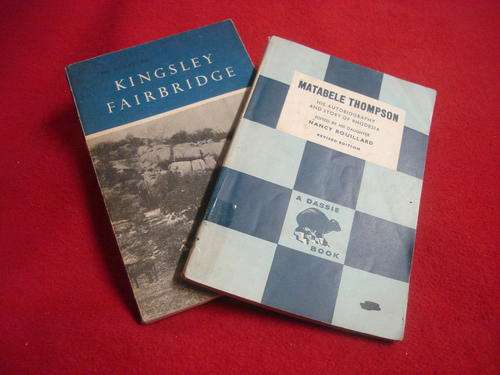 KINGSLEY
FAIRBRIDGE
MATABELE THOMPSON
HIS AUTOBIOGRAPHY
AND STORY OF RHODESIA
EDITED BY HIS DAUGHTER
NANCY ROUILLARD
REVISED EDITION
A DASSIE
BOOK